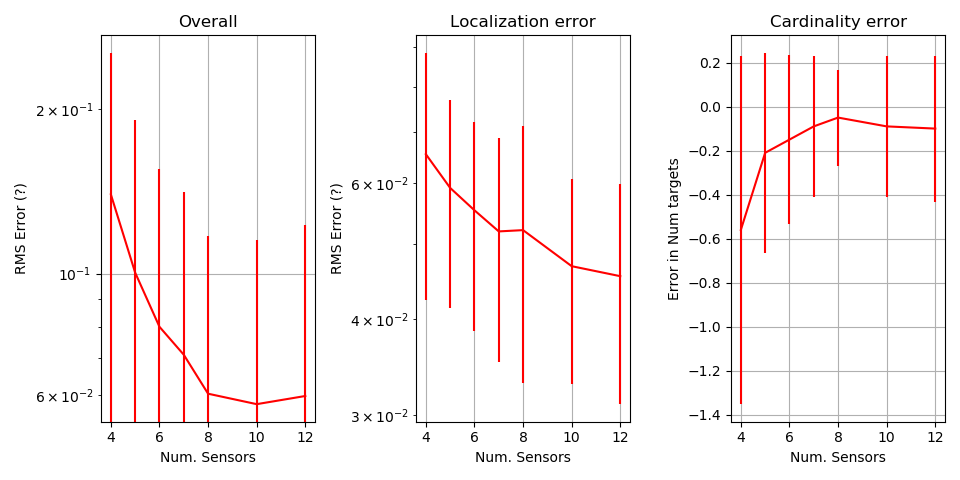 Overall
RMS Error (?)
2 × 10⁻¹
10⁻¹
6 × 10⁻²
4 6 8 10 12
Num. Sensors
Localization error
RMS Error (?)
6 × 10⁻²
4 × 10⁻²
3 × 10⁻²
4 6 8 10 12
Num. Sensors
Cardinality error
Error in Num targets
0.2
0.0
−0.2
−0.4
−0.6
−0.8
−1.0
−1.2
−1.4
4 6 8 10 12
Num. Sensors